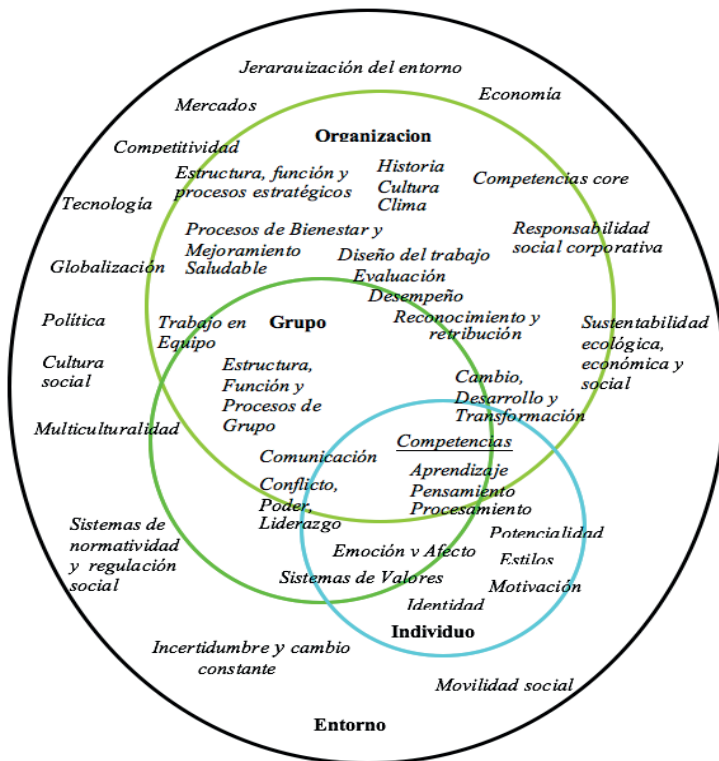 Jerarauización del entorno
Economía
Mercados
Organizacion
Competitividad
Estructura, función y
procesos estratégicos
Historia
Cultura
Clima
Competencias core
Tecnología
Procesos de Bienestar y
Mejoramiento
Saludable
Responsabilidad
social corporativa
Diseño del trabajo
Evaluación
Desempeño
Globalización
Reconocimiento y
retribución
Política
Trabajo en
Equipo
Grupo
Sustentabilidad
ecológica,
económica y
social
Cultura
social
Estructura,
Función y
Procesos de
Grupo
Cambio,
Desarrollo y
Transformación
Multiculturalidad
Competencias
Comunicación
Aprendizaje
Pensamiento
Procesamiento
Conflicto,
Poder,
Liderazgo
Sistemas de
normatividad
y regulación
social
Potencialidad
Emoción y Afecto
Estilos
Sistemas de Valores
Motivación
Identidad
Individuo
Incertidumbre y cambio
constante
Movilidad social
Entorno